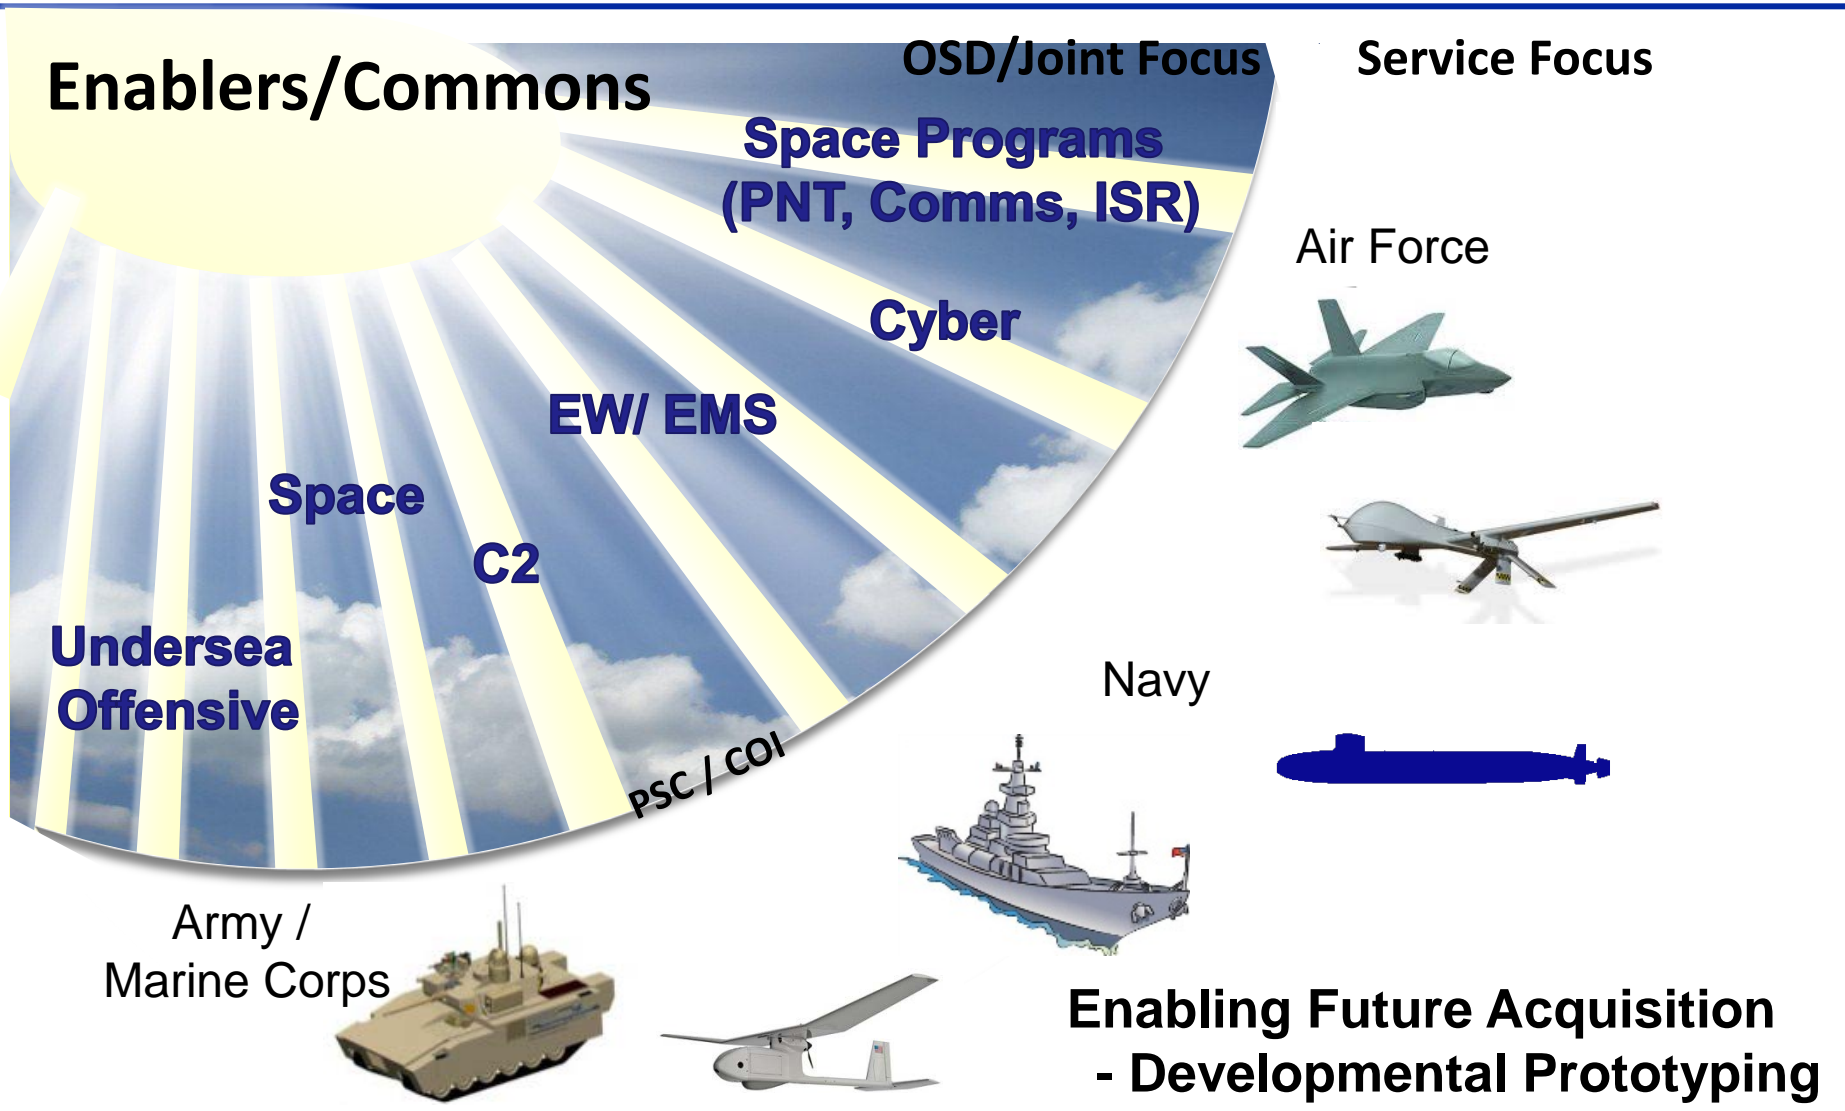 Enablers/Commons
OSD/Joint Focus
Service Focus
Space Programs
(PNT, Comms, ISR)
Air Force
Cyber
EW/ EMS
Space
C2
Undersea
Offensive
Navy
PSC / COI
Army /
Marine Corps
Enabling Future Acquisition
- Developmental Prototyping